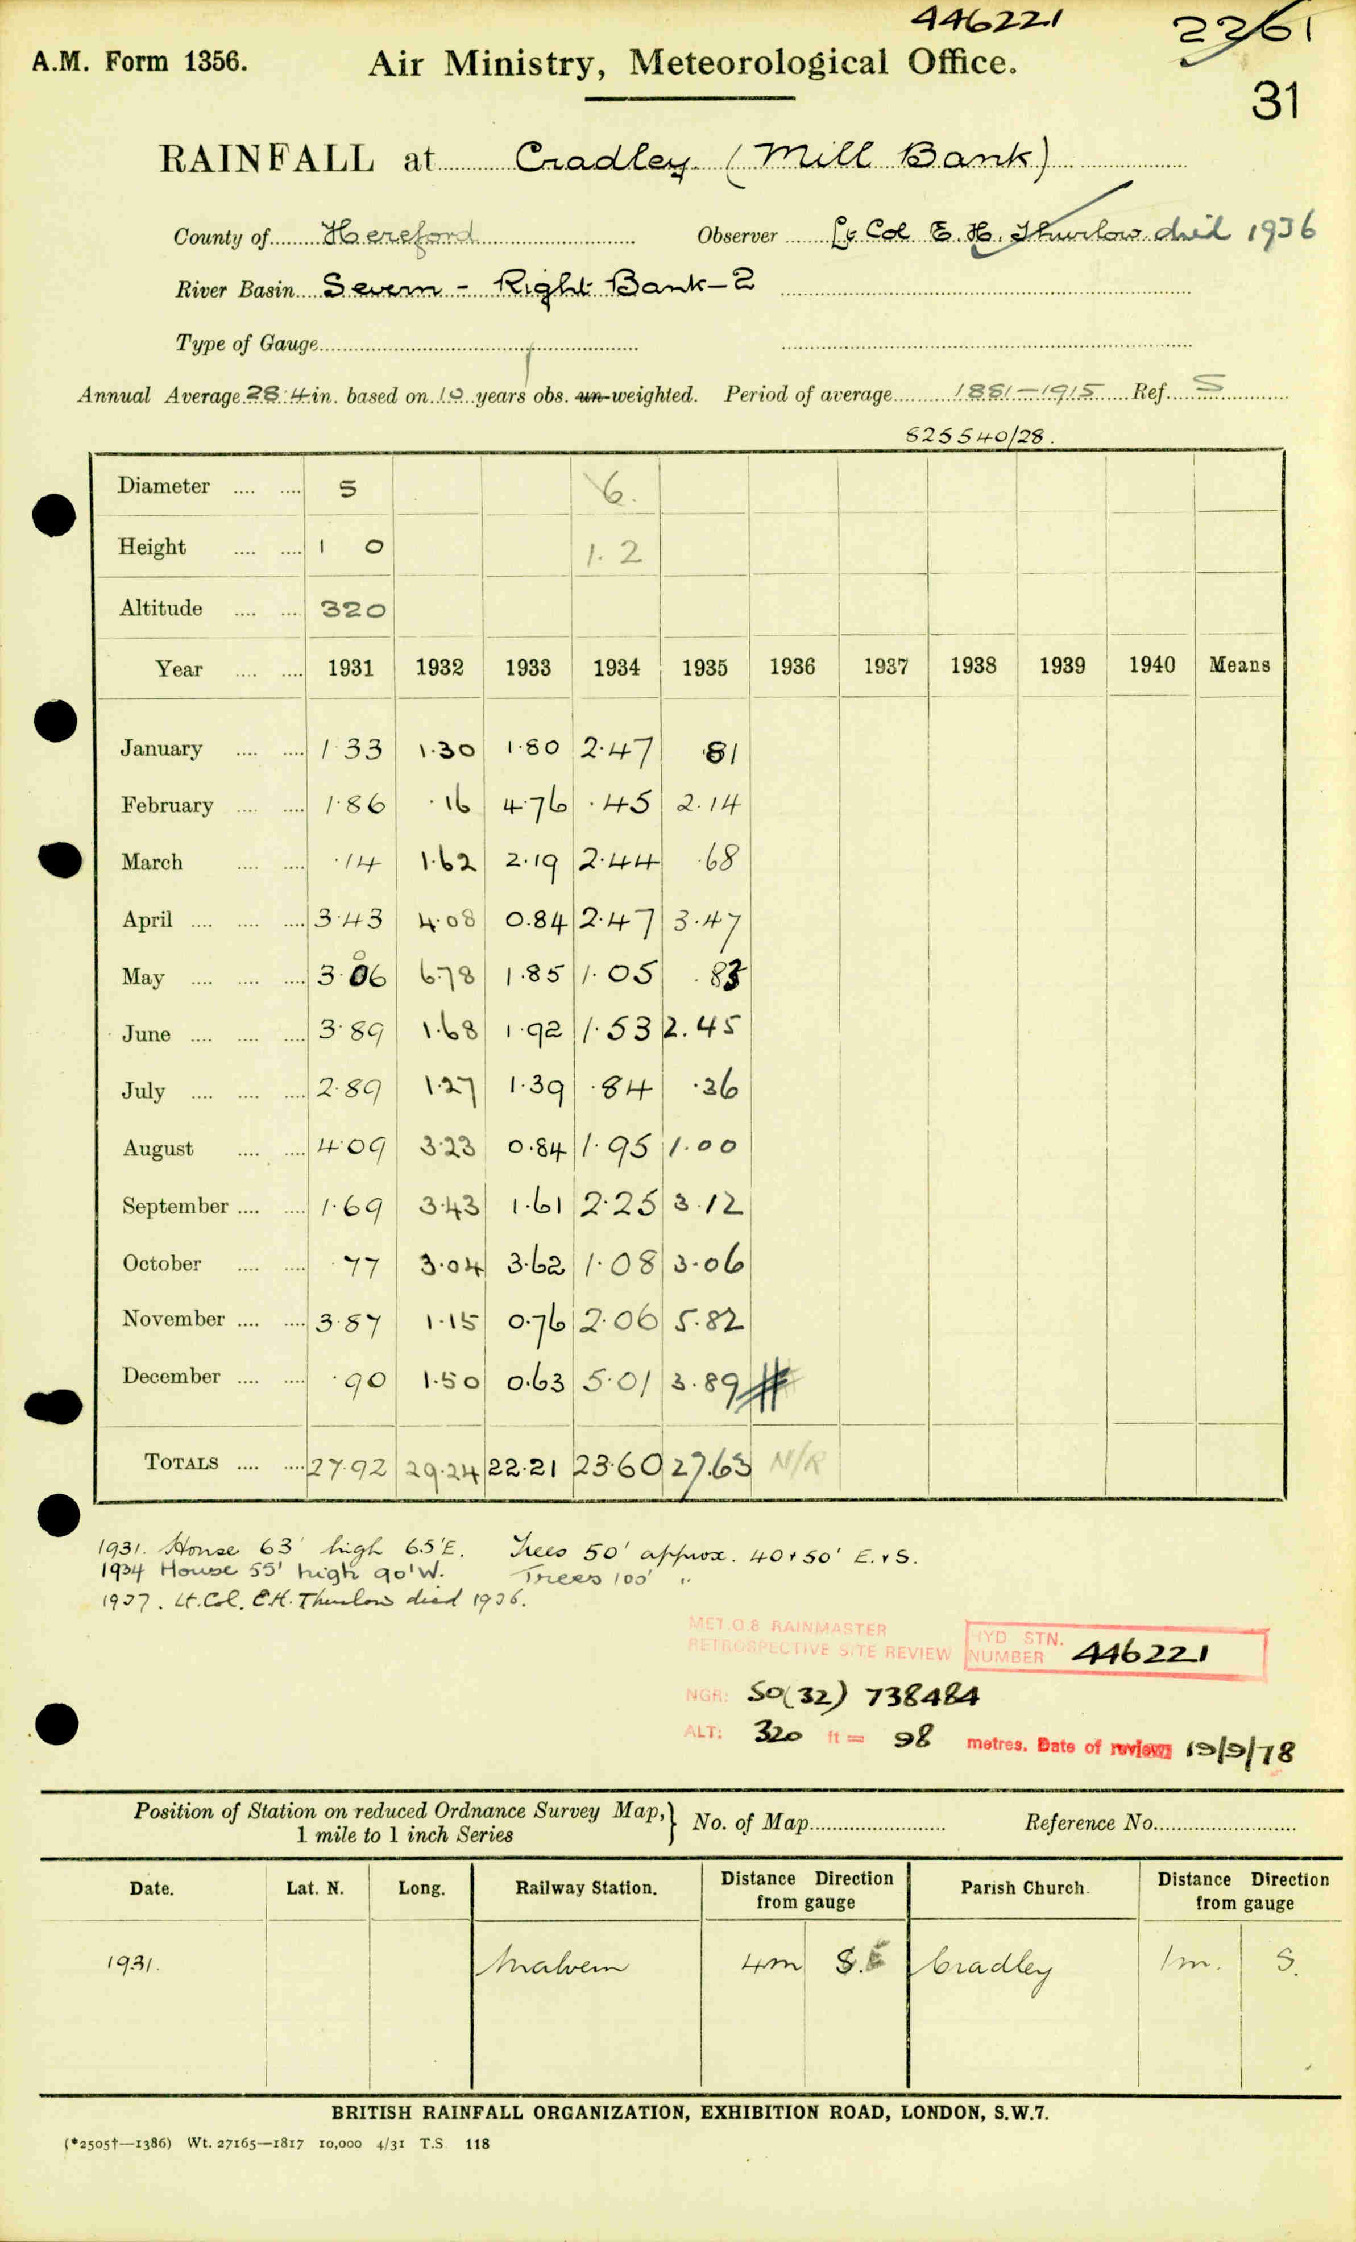 446221 2261
A.M. Form 1356. Air Ministry, Meteorological Office.
31
RAINFALL at Cradley (Mill Bank)
County of Hereford Observer Lt Col E. H. Thurlow died 1936
River Basin Severn - Right Bank-2
Type of Gauge
Annual Average 28.4 in. based on 10 years obs. un-weighted. Period of average 1881-1915 Ref. S
825540/28.
Diameter .... .... 5 6.
Height .... .... 1 0 1.2
Altitude .... .... 320
Year .... .... 1931 1932 1933 1934 1935 1936 1937 1938 1939 1940 Means
January .... .... 1.33 1.30 1.80 2.47 .81
February .... .... 1.86 .16 4.76 .45 2.14
March .... .... .14 1.62 2.19 2.44 .68
April .... .... .... 3.43 4.08 0.84 2.47 3.47
May .... .... .... 3.06 6.78 1.85 1.05 .83
June .... .... .... 3.89 1.68 1.92 1.53 2.45
July .... .... .... 2.89 1.27 1.39 .84 .36
August .... .... 4.09 3.23 0.84 1.95 1.00
September .... .... 1.69 3.43 1.61 2.25 3.12
October .... .... .77 3.04 3.62 1.08 3.06
November .... .... 3.87 1.15 0.76 2.06 5.82
December .... .... .90 1.50 0.63 5.01 3.89
TOTALS .... .... 27.92 29.24 22.21 23.60 27.63 N/R
1931. House 63' high 65'E. Trees 50' approx. 40+50' E.+S.
1934 House 55' high 90'W. Trees 100' "
1937. Lt. Col. E.H. Thurlow died 1936.
MET.O.8 RAINMASTER
RETROSPECTIVE SITE REVIEW HYD STN. NUMBER 446221
NGR: SO(32) 738484
ALT: 320 ft = 98 metres. Date of review 19/9/78
Position of Station on reduced Ordnance Survey Map, } No. of Map Reference No.
1 mile to 1 inch Series
Date. Lat. N. Long. Railway Station. Distance Direction from gauge Parish Church. Distance Direction from gauge
1931. Malvern 4m S.E Cradley 1m. S.
BRITISH RAINFALL ORGANIZATION, EXHIBITION ROAD, LONDON, S.W.7.
(*2505†—1386) Wt. 27165—1817 10,000 4/31 T.S 118